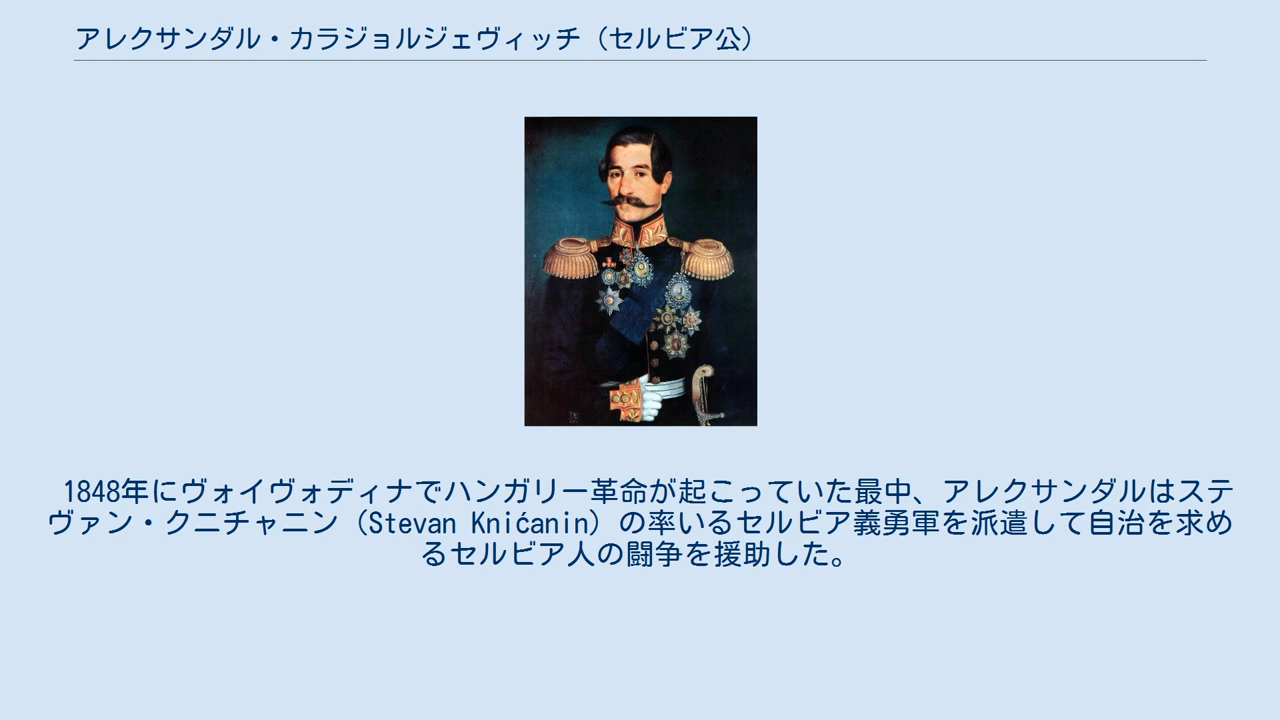 アレクサンダル・カラジョルジェヴィッチ（セルビア公）
1848年にヴォイヴォディナでハンガリー革命が起こっていた最中、アレクサンダルはステ
ヴァン・クニチャニン（Stevan Knićanin）の率いるセルビア義勇軍を派遣して自治を求め
るセルビア人の闘争を援助した。